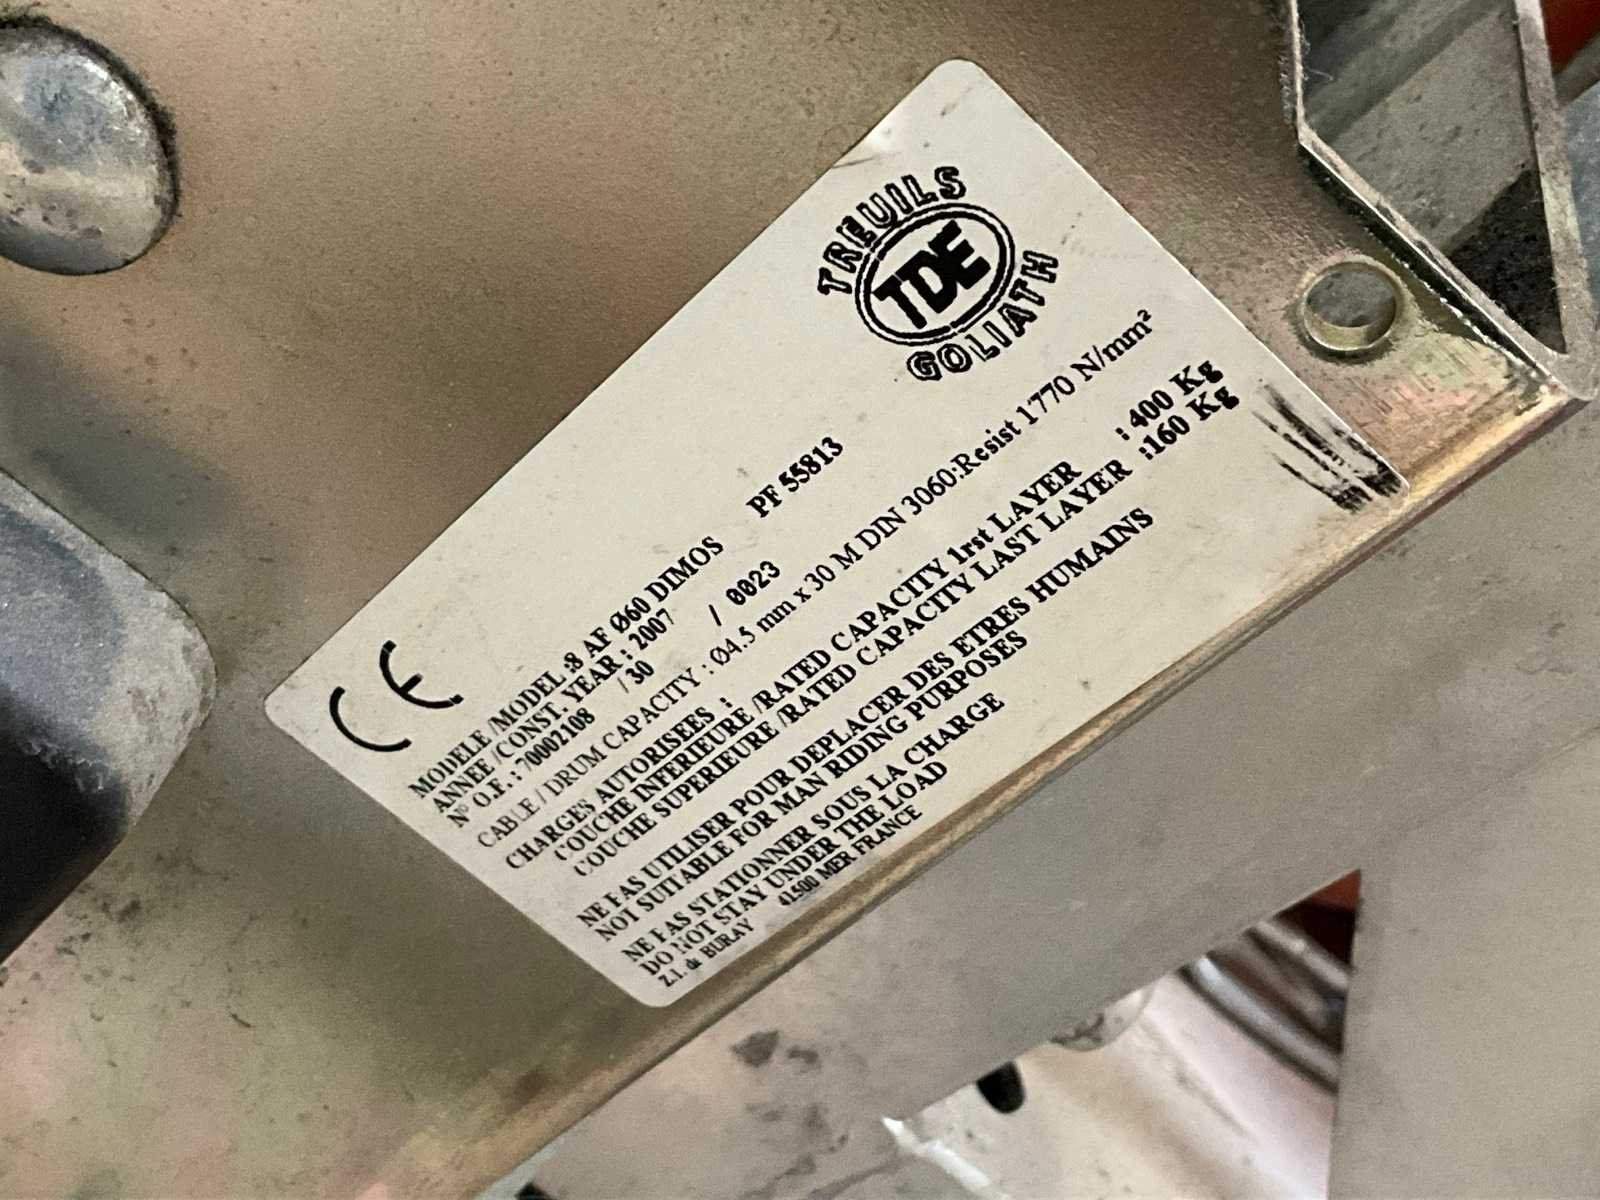 TREUILS
TDE
GOLIATH
CE
MODELE /MODEL :8 AF Ø60 DIMOS PF 55813
ANNEE /CONST. YEAR : 2007 / 0023
N° O.F. : 70002108 / 30
CABLE / DRUM CAPACITY : Ø4.5 mm x 30 M DIN 3060:Resist 1770 N/mm²
CHARGES AUTORISEES :
COUCHE INFERIEURE /RATED CAPACITY 1rst LAYER : 400 Kg
COUCHE SUPERIEURE /RATED CAPACITY LAST LAYER :160 Kg
NE PAS UTILISER POUR DEPLACER DES ETRES HUMAINS
NOT SUITABLE FOR MAN RIDING PURPOSES
NE PAS STATIONNER SOUS LA CHARGE
DO NOT STAY UNDER THE LOAD
Z.I. de BURAY 41500 MER FRANCE